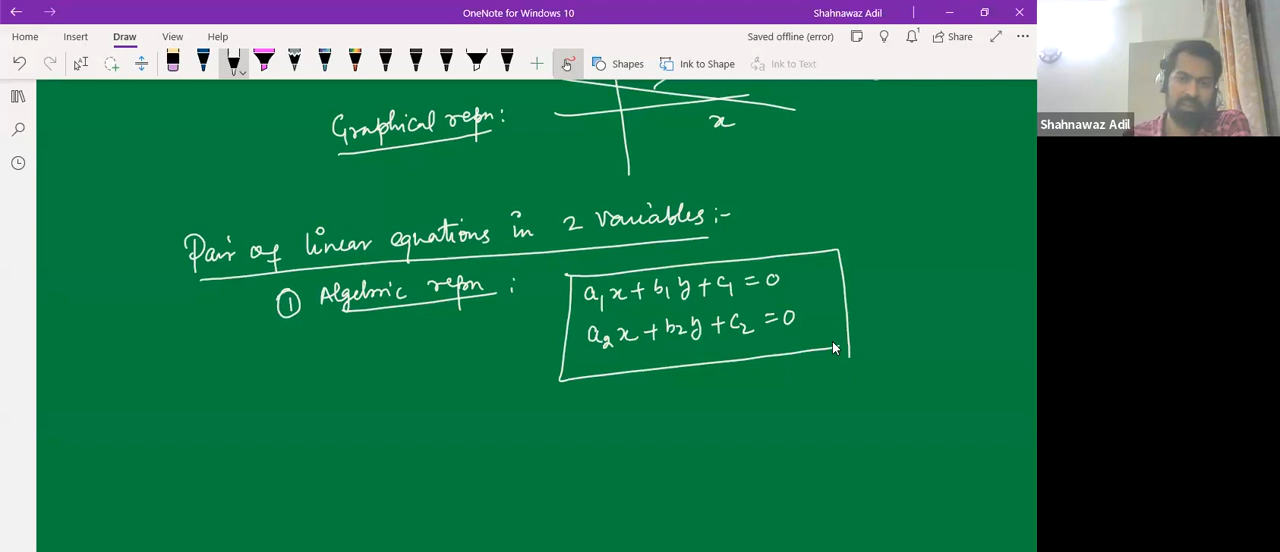 OneNote for Windows 10
Shahnawaz Adil
Home Insert Draw View Help
Saved offline (error)
1
Share
Shapes
Ink to Shape
Ink to Text
Graphical repn:
x
Shahnawaz Adil
Pair of linear equations in 2 variables :-
① Algebric repn :
a₁x + b₁y + c₁ = 0
a₂x + b₂y + c₂ = 0